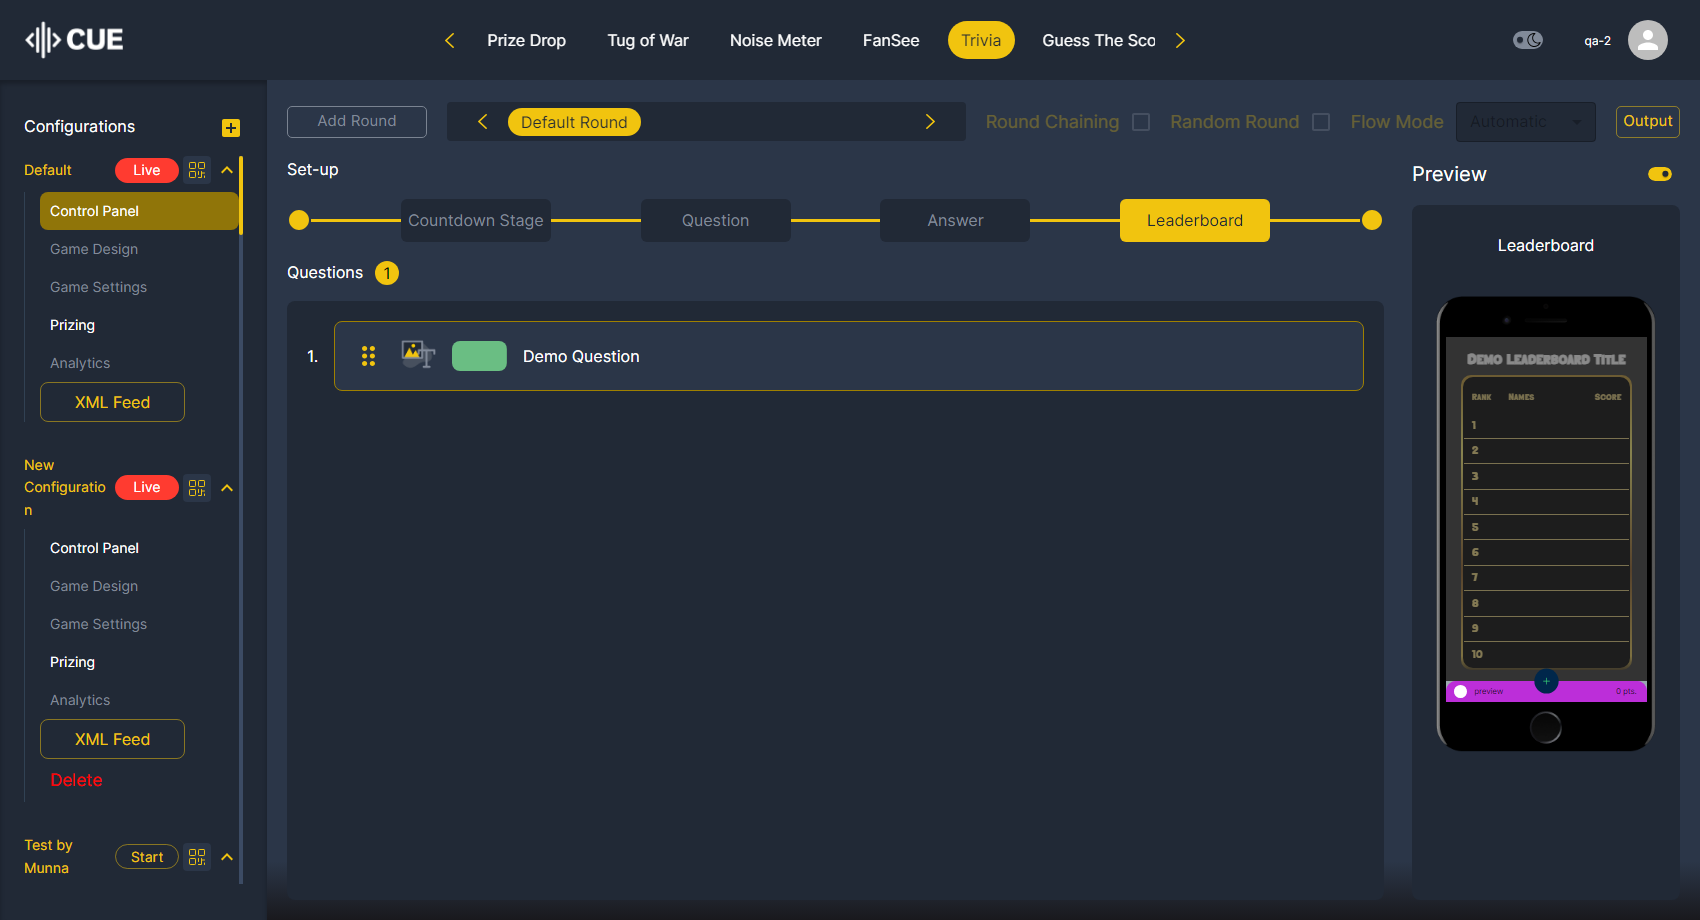 CUE
Prize Drop
Tug of War
Noise Meter
FanSee
Trivia
Guess The Sco
qa-2
Configurations
Default
Live
Control Panel
Game Design
Game Settings
Prizing
Analytics
XML Feed
New
Configuratio
n
Live
Control Panel
Game Design
Game Settings
Prizing
Analytics
XML Feed
Delete
Test by
Munna
Start
Add Round
Default Round
Round Chaining
Random Round
Flow Mode
Automatic
Output
Set-up
Countdown Stage
Question
Answer
Leaderboard
Questions 1
1.
Demo Question
Preview
Leaderboard
Demo Leaderboard Title
Rank Names Score
1
2
3
4
5
6
7
8
9
10
preview
0 pts.